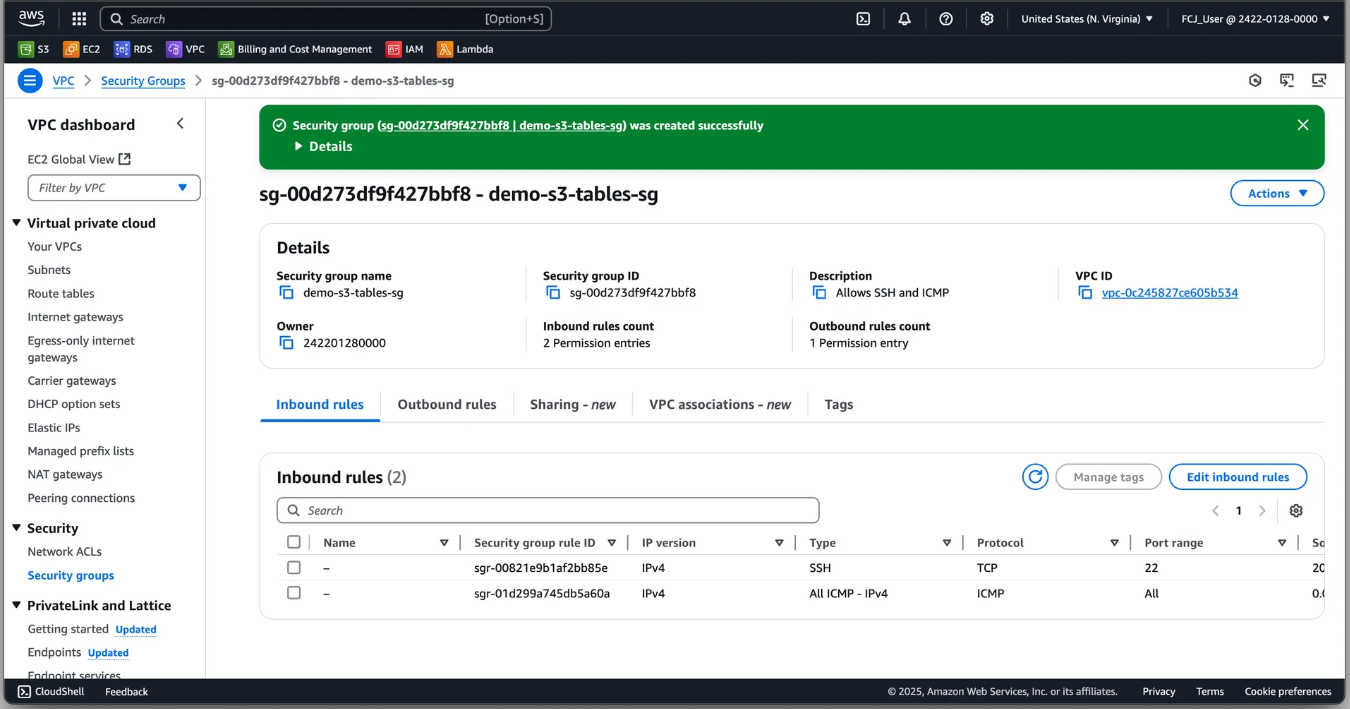 aws
Search [Option+S]
United States (N. Virginia)
FCJ_User @ 2422-0128-0000
S3 EC2 RDS VPC Billing and Cost Management IAM Lambda
VPC > Security Groups > sg-00d273df9f427bbf8 - demo-s3-tables-sg
VPC dashboard
EC2 Global View
Filter by VPC
Virtual private cloud
Your VPCs
Subnets
Route tables
Internet gateways
Egress-only internet
gateways
Carrier gateways
DHCP option sets
Elastic IPs
Managed prefix lists
NAT gateways
Peering connections
Security
Network ACLs
Security groups
PrivateLink and Lattice
Getting started Updated
Endpoints Updated
Endpoint services
Security group (sg-00d273df9f427bbf8 | demo-s3-tables-sg) was created successfully
Details
sg-00d273df9f427bbf8 - demo-s3-tables-sg
Actions
Details
Security group name
demo-s3-tables-sg
Security group ID
sg-00d273df9f427bbf8
Description
Allows SSH and ICMP
VPC ID
vpc-0c245827ce605b534
Owner
242201280000
Inbound rules count
2 Permission entries
Outbound rules count
1 Permission entry
Inbound rules Outbound rules Sharing - new VPC associations - new Tags
Inbound rules (2)
Manage tags
Edit inbound rules
Search
1
Name Security group rule ID IP version Type Protocol Port range
– sgr-00821e9b1af2bb85e IPv4 SSH TCP 22
– sgr-01d299a745db5a60a IPv4 All ICMP - IPv4 ICMP All
CloudShell Feedback
© 2025, Amazon Web Services, Inc. or its affiliates. Privacy Terms Cookie preferences